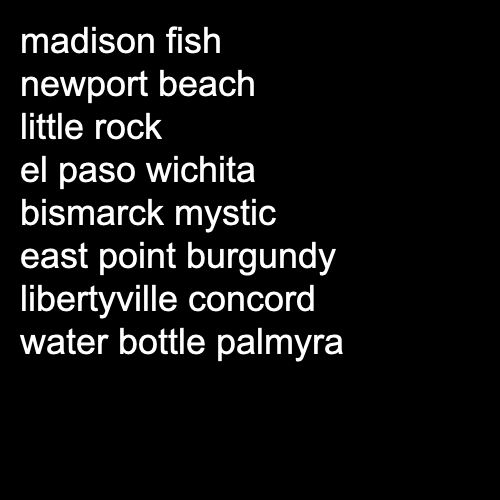 madison fish
newport beach
little rock
el paso wichita
bismarck mystic
east point burgundy
libertyville concord
water bottle palmyra